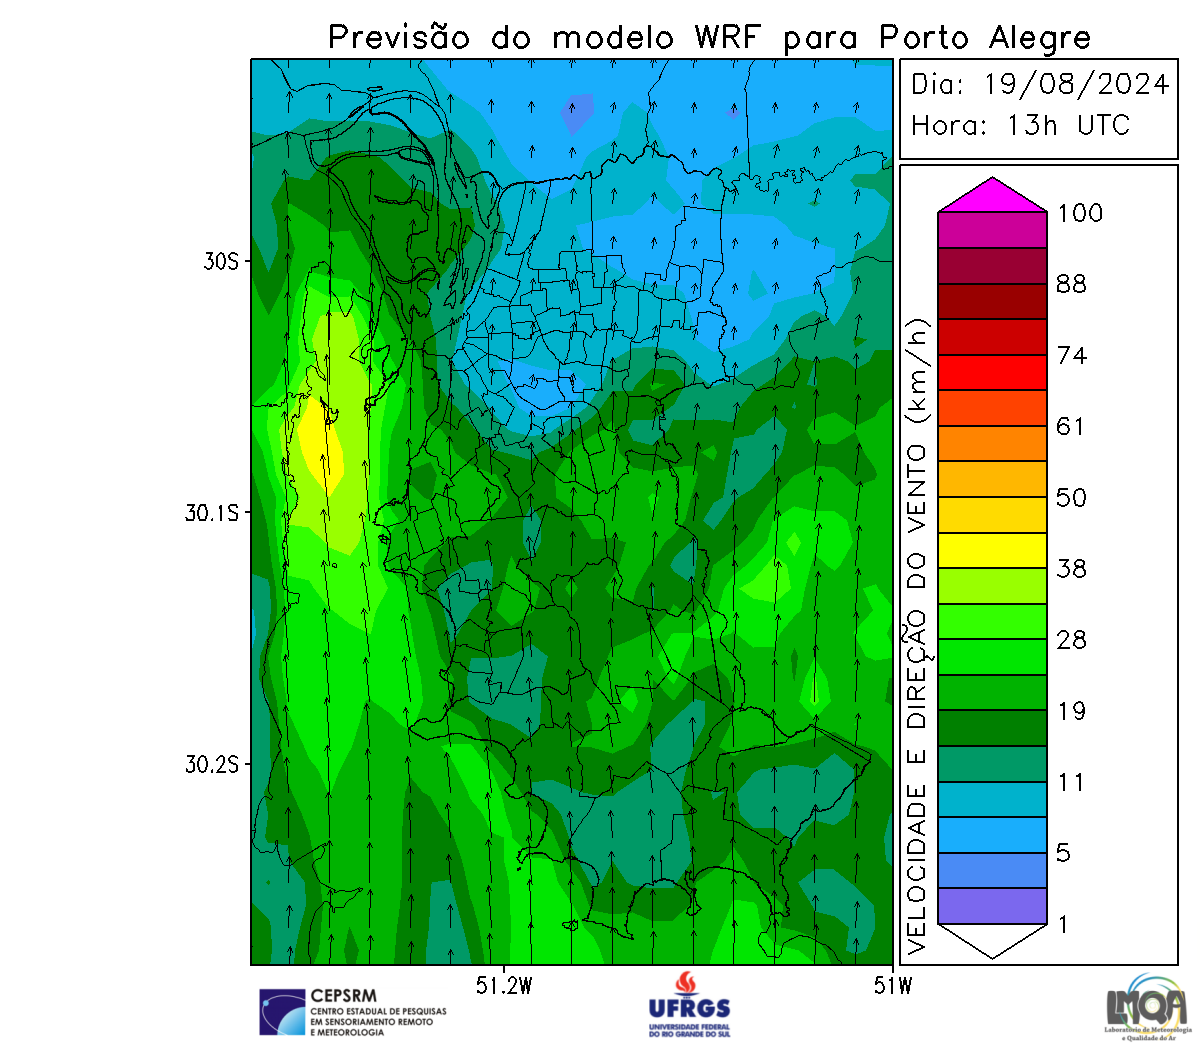 Previsão do modelo WRF para Porto Alegre
Dia: 19/08/2024
Hora: 13h UTC
30S
30.1S
30.2S
51.2W
51W
VELOCIDADE E DIREÇÃO DO VENTO (km/h)
100
88
74
61
50
38
28
19
11
5
1
CEPSRM
CENTRO ESTADUAL DE PESQUISAS
EM SENSORIAMENTO REMOTO
E METEOROLOGIA
UFRGS
UNIVERSIDADE FEDERAL
DO RIO GRANDE DO SUL
LMQA
Laboratório de Meteorologia
e Qualidade do Ar